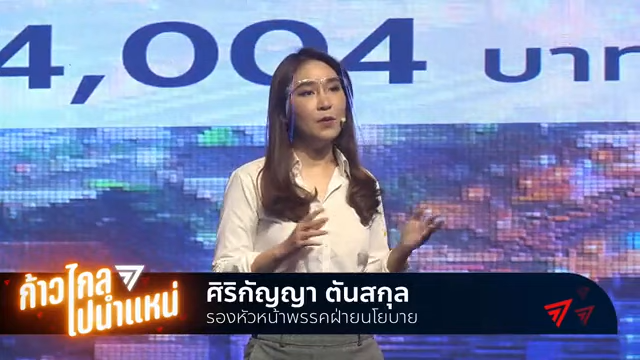 4,004 บาท
ก้าวไกล
ไปนำแหน่
ศิริกัญญา ตันสกุล
รองหัวหน้าพรรคฝ่ายนโยบาย